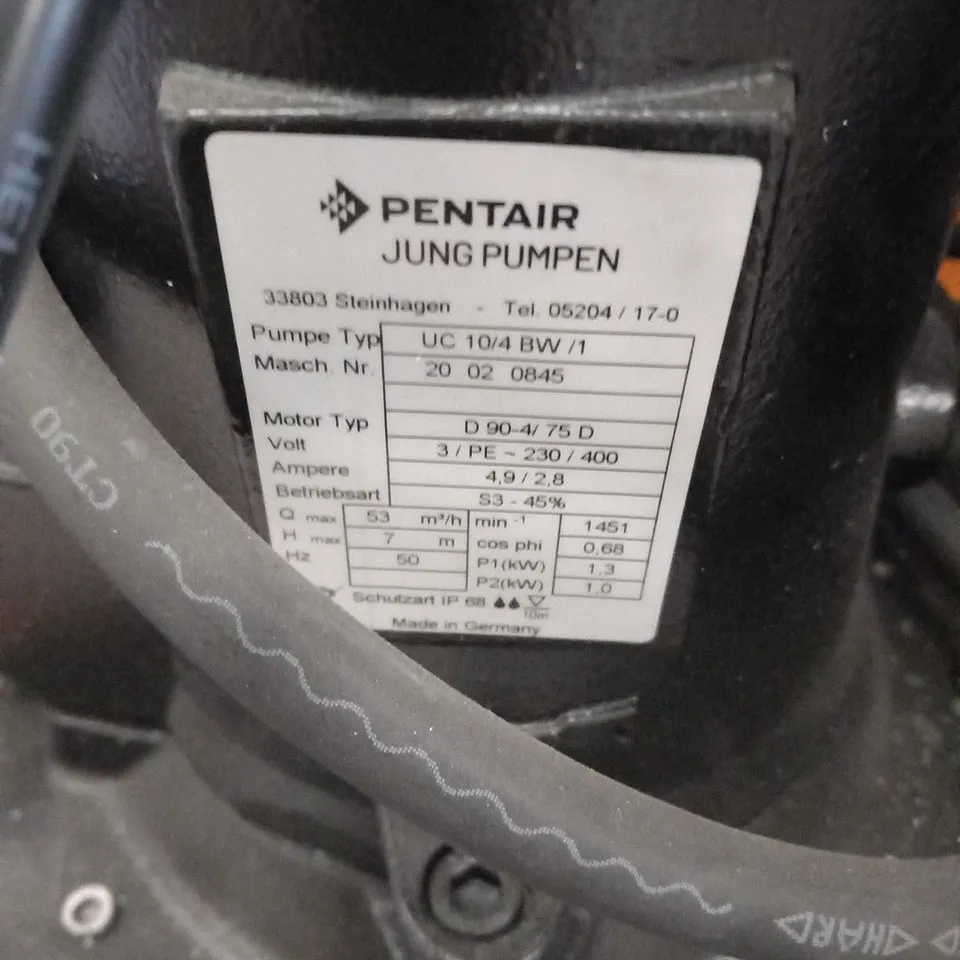 PENTAIR
JUNG PUMPEN
33803 Steinhagen - Tel. 05204 / 17-0
Pumpe Typ UC 10/4 BW /1
Masch. Nr. 20 02 0845
Motor Typ D 90-4/ 75 D
Volt 3 / PE ~ 230 / 400
Ampere 4,9 / 2,8
Betriebsart S3 - 45%
Q max 53 m³/h min -1 1451
H max 7 m cos phi 0,68
Hz 50 P1(kW) 1,3
P2(kW) 1,0
Schutzart IP 68 10m
Made in Germany
CT90